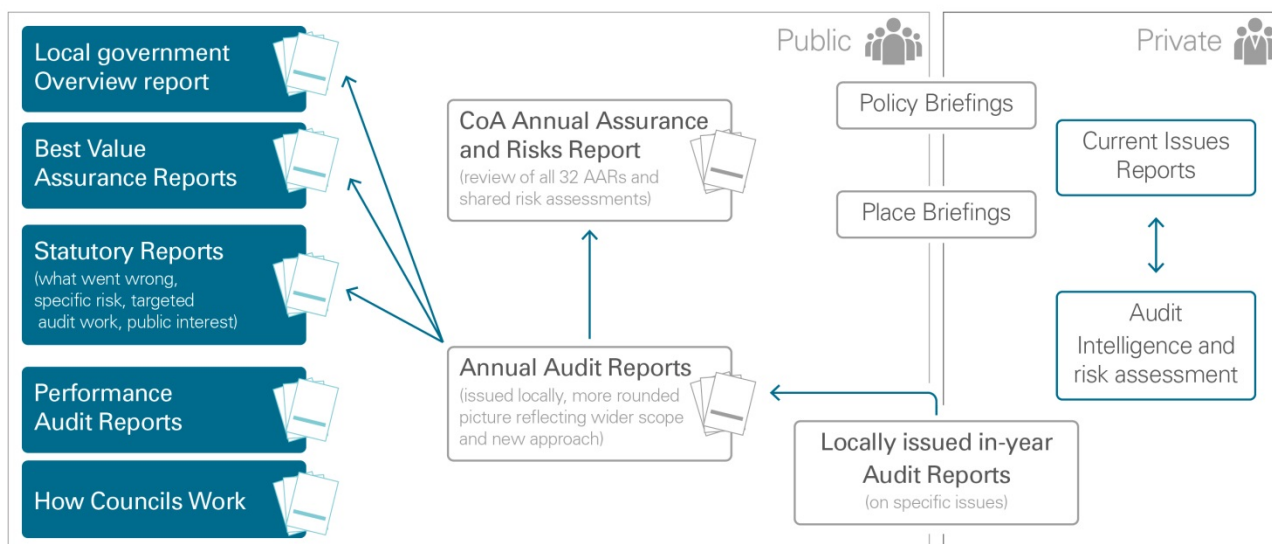 Local government
Overview report
Best Value
Assurance Reports
Statutory Reports
(what went wrong,
specific risk, targeted
audit work, public interest)
Performance
Audit Reports
How Councils Work
Public
CoA Annual Assurance
and Risks Report
(review of all 32 AARs and
shared risk assessments)
Annual Audit Reports
(issued locally, more rounded
picture reflecting wider scope
and new approach)
Policy Briefings
Place Briefings
Locally issued in-year
Audit Reports
(on specific issues)
Private
Current Issues
Reports
Audit
Intelligence and
risk assessment